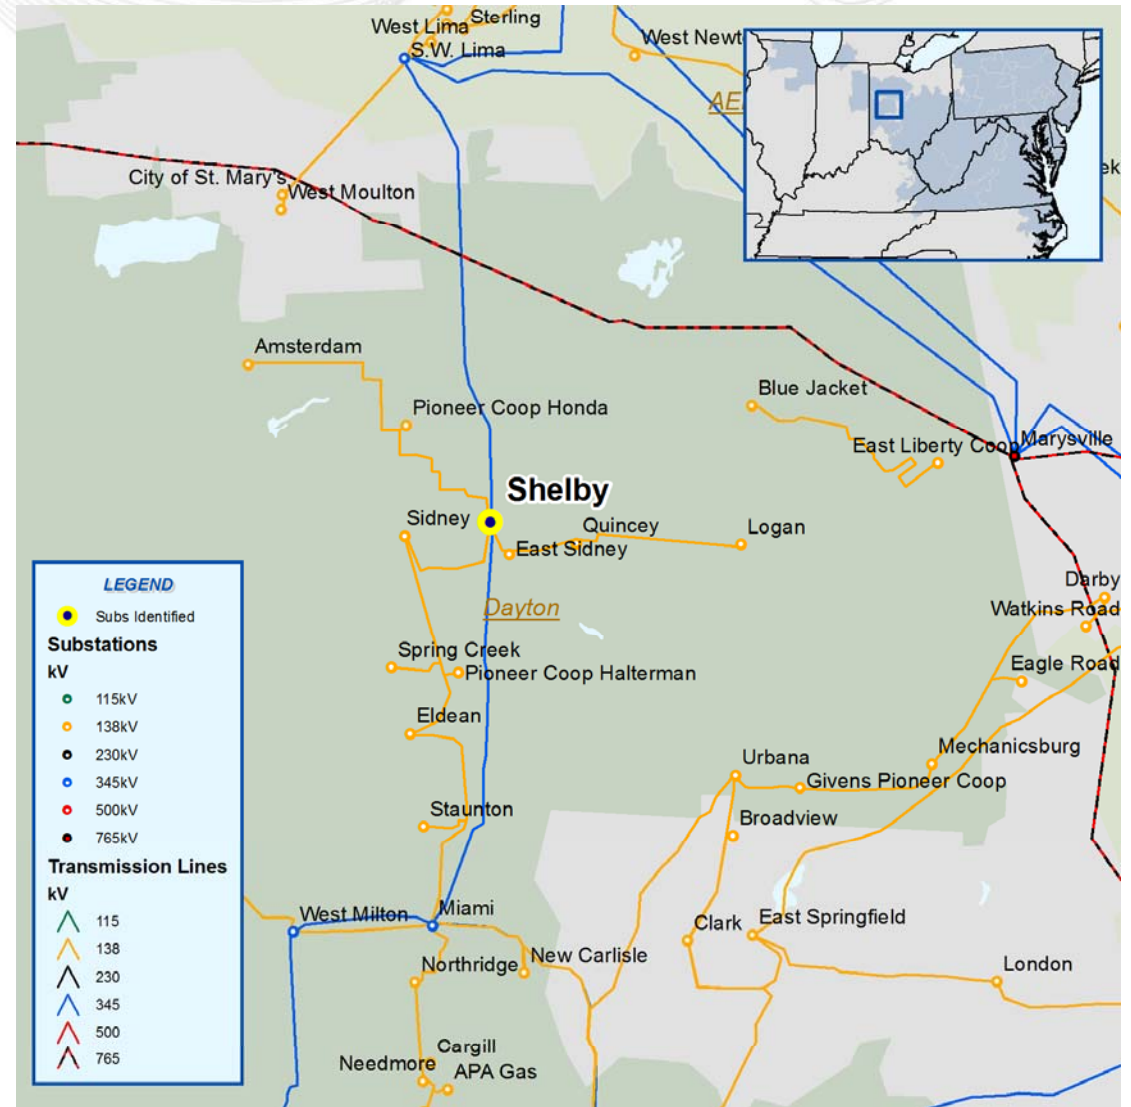 West Lima
Sterling
S.W. Lima
West Newt
City of St. Mary's
West Moulton
Amsterdam
Pioneer Coop Honda
Blue Jacket
East Liberty Coop
Marysville
Shelby
Sidney
Quincey
Logan
East Sidney
Dayton
Darby
Watkins Road
Spring Creek
Pioneer Coop Halterman
Eagle Road
Eldean
Mechanicsburg
Urbana
Givens Pioneer Coop
Staunton
Broadview
Miami
West Milton
Clark
East Springfield
Northridge
New Carlisle
London
Cargill
Needmore
APA Gas
LEGEND
Subs Identified
Substations
kV
115kV
138kV
230kV
345kV
500kV
765kV
Transmission Lines
kV
115
138
230
345
500
765